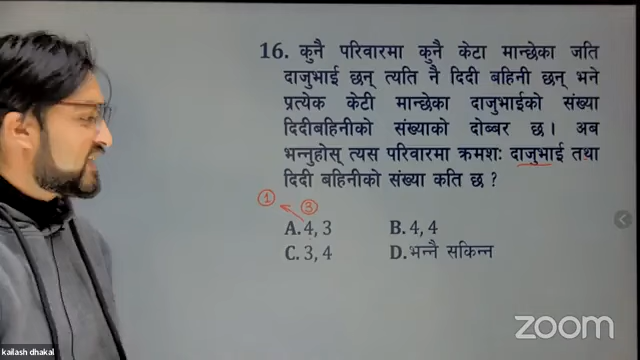 16. कुनै परिवारमा कुनै केटा मान्छेका जति
दाजुभाई छन् त्यति नै दिदी बहिनी छन् भने
प्रत्येक केटी मान्छेका दाजुभाईको संख्या
दिदीबहिनीको संख्याको दोब्बर छ। अब
भन्नुहोस् त्यस परिवारमा क्रमशः दाजुभाई तथा
दिदी बहिनीको संख्या कति छ ?
1 3
A. 4, 3 B. 4, 4
C. 3, 4 D. भन्नै सकिन्न
zoom
kailash dhakal